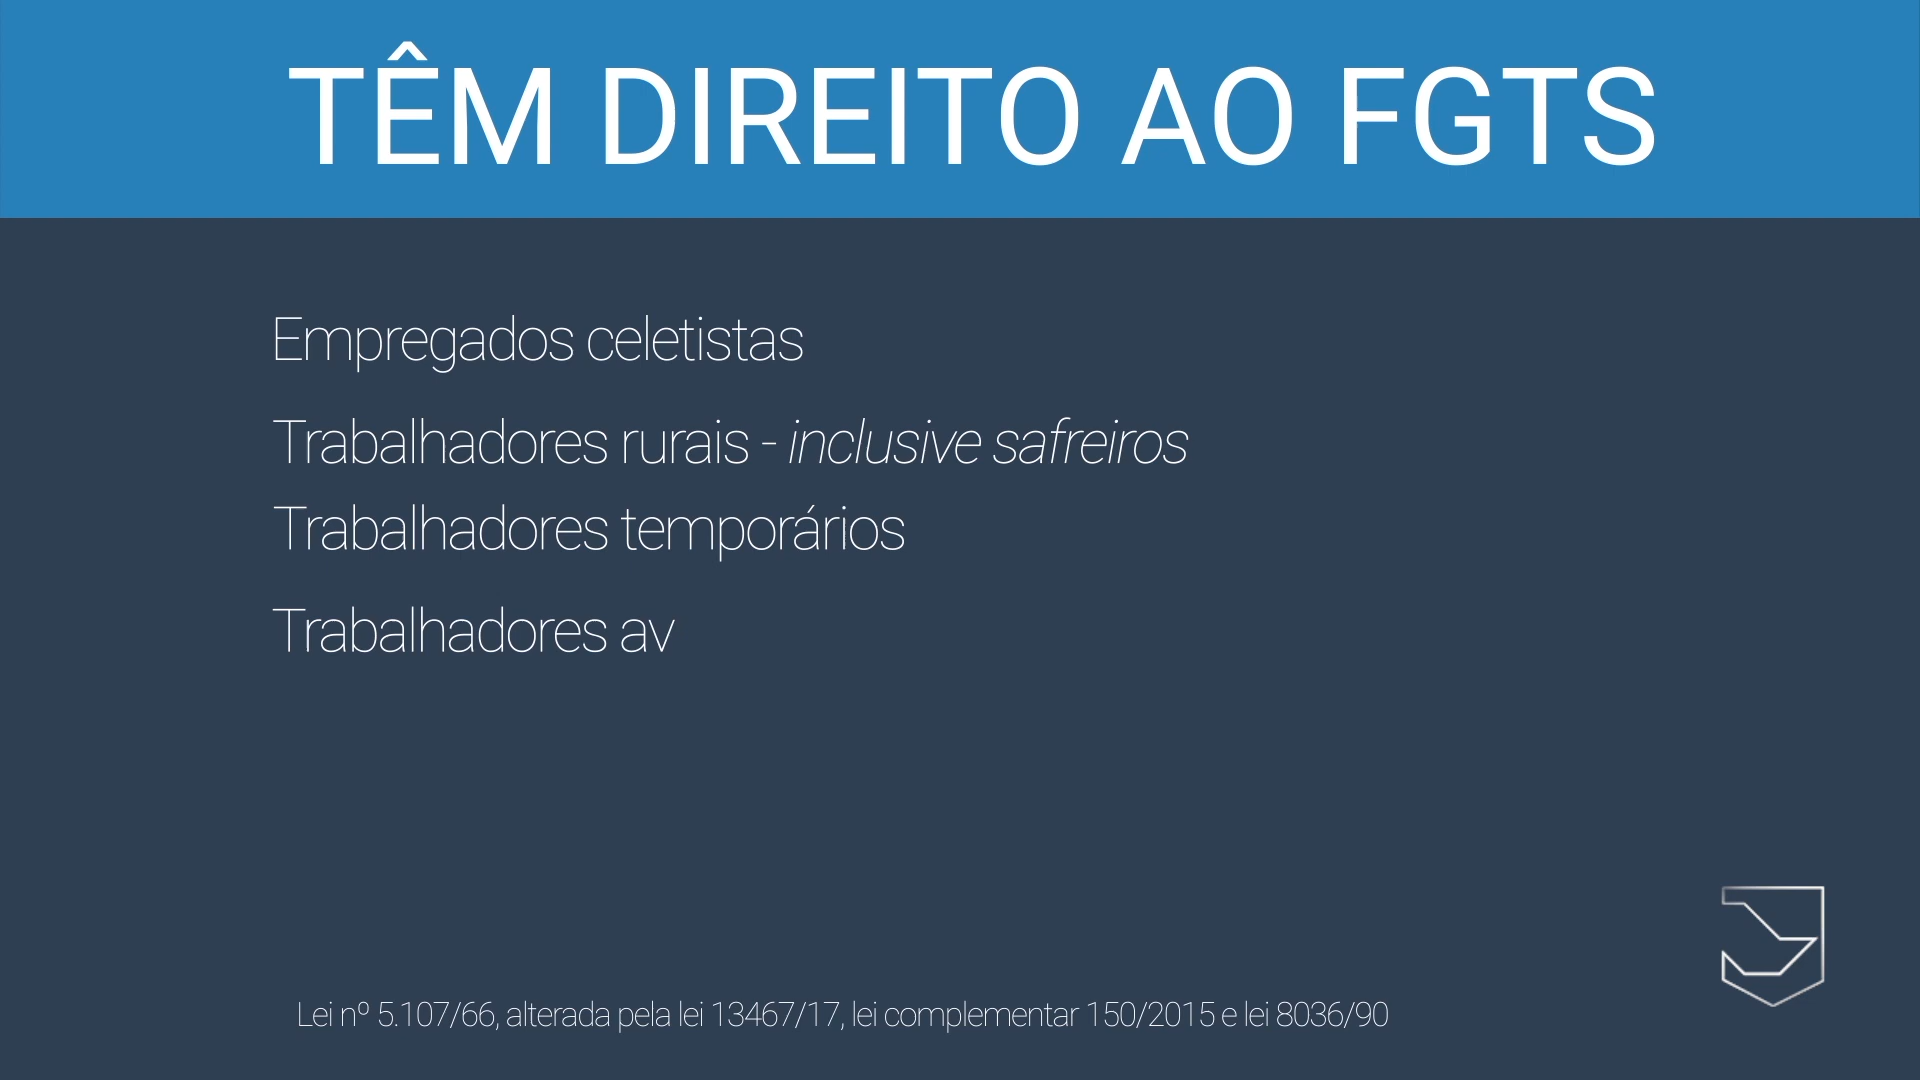 TÊM DIREITO AO FGTS
Empregados celetistas
Trabalhadores rurais - inclusive safreiros
Trabalhadores temporários
Trabalhadores av
Lei nº 5.107/66, alterada pela lei 13467/17, lei complementar 150/2015 e lei 8036/90